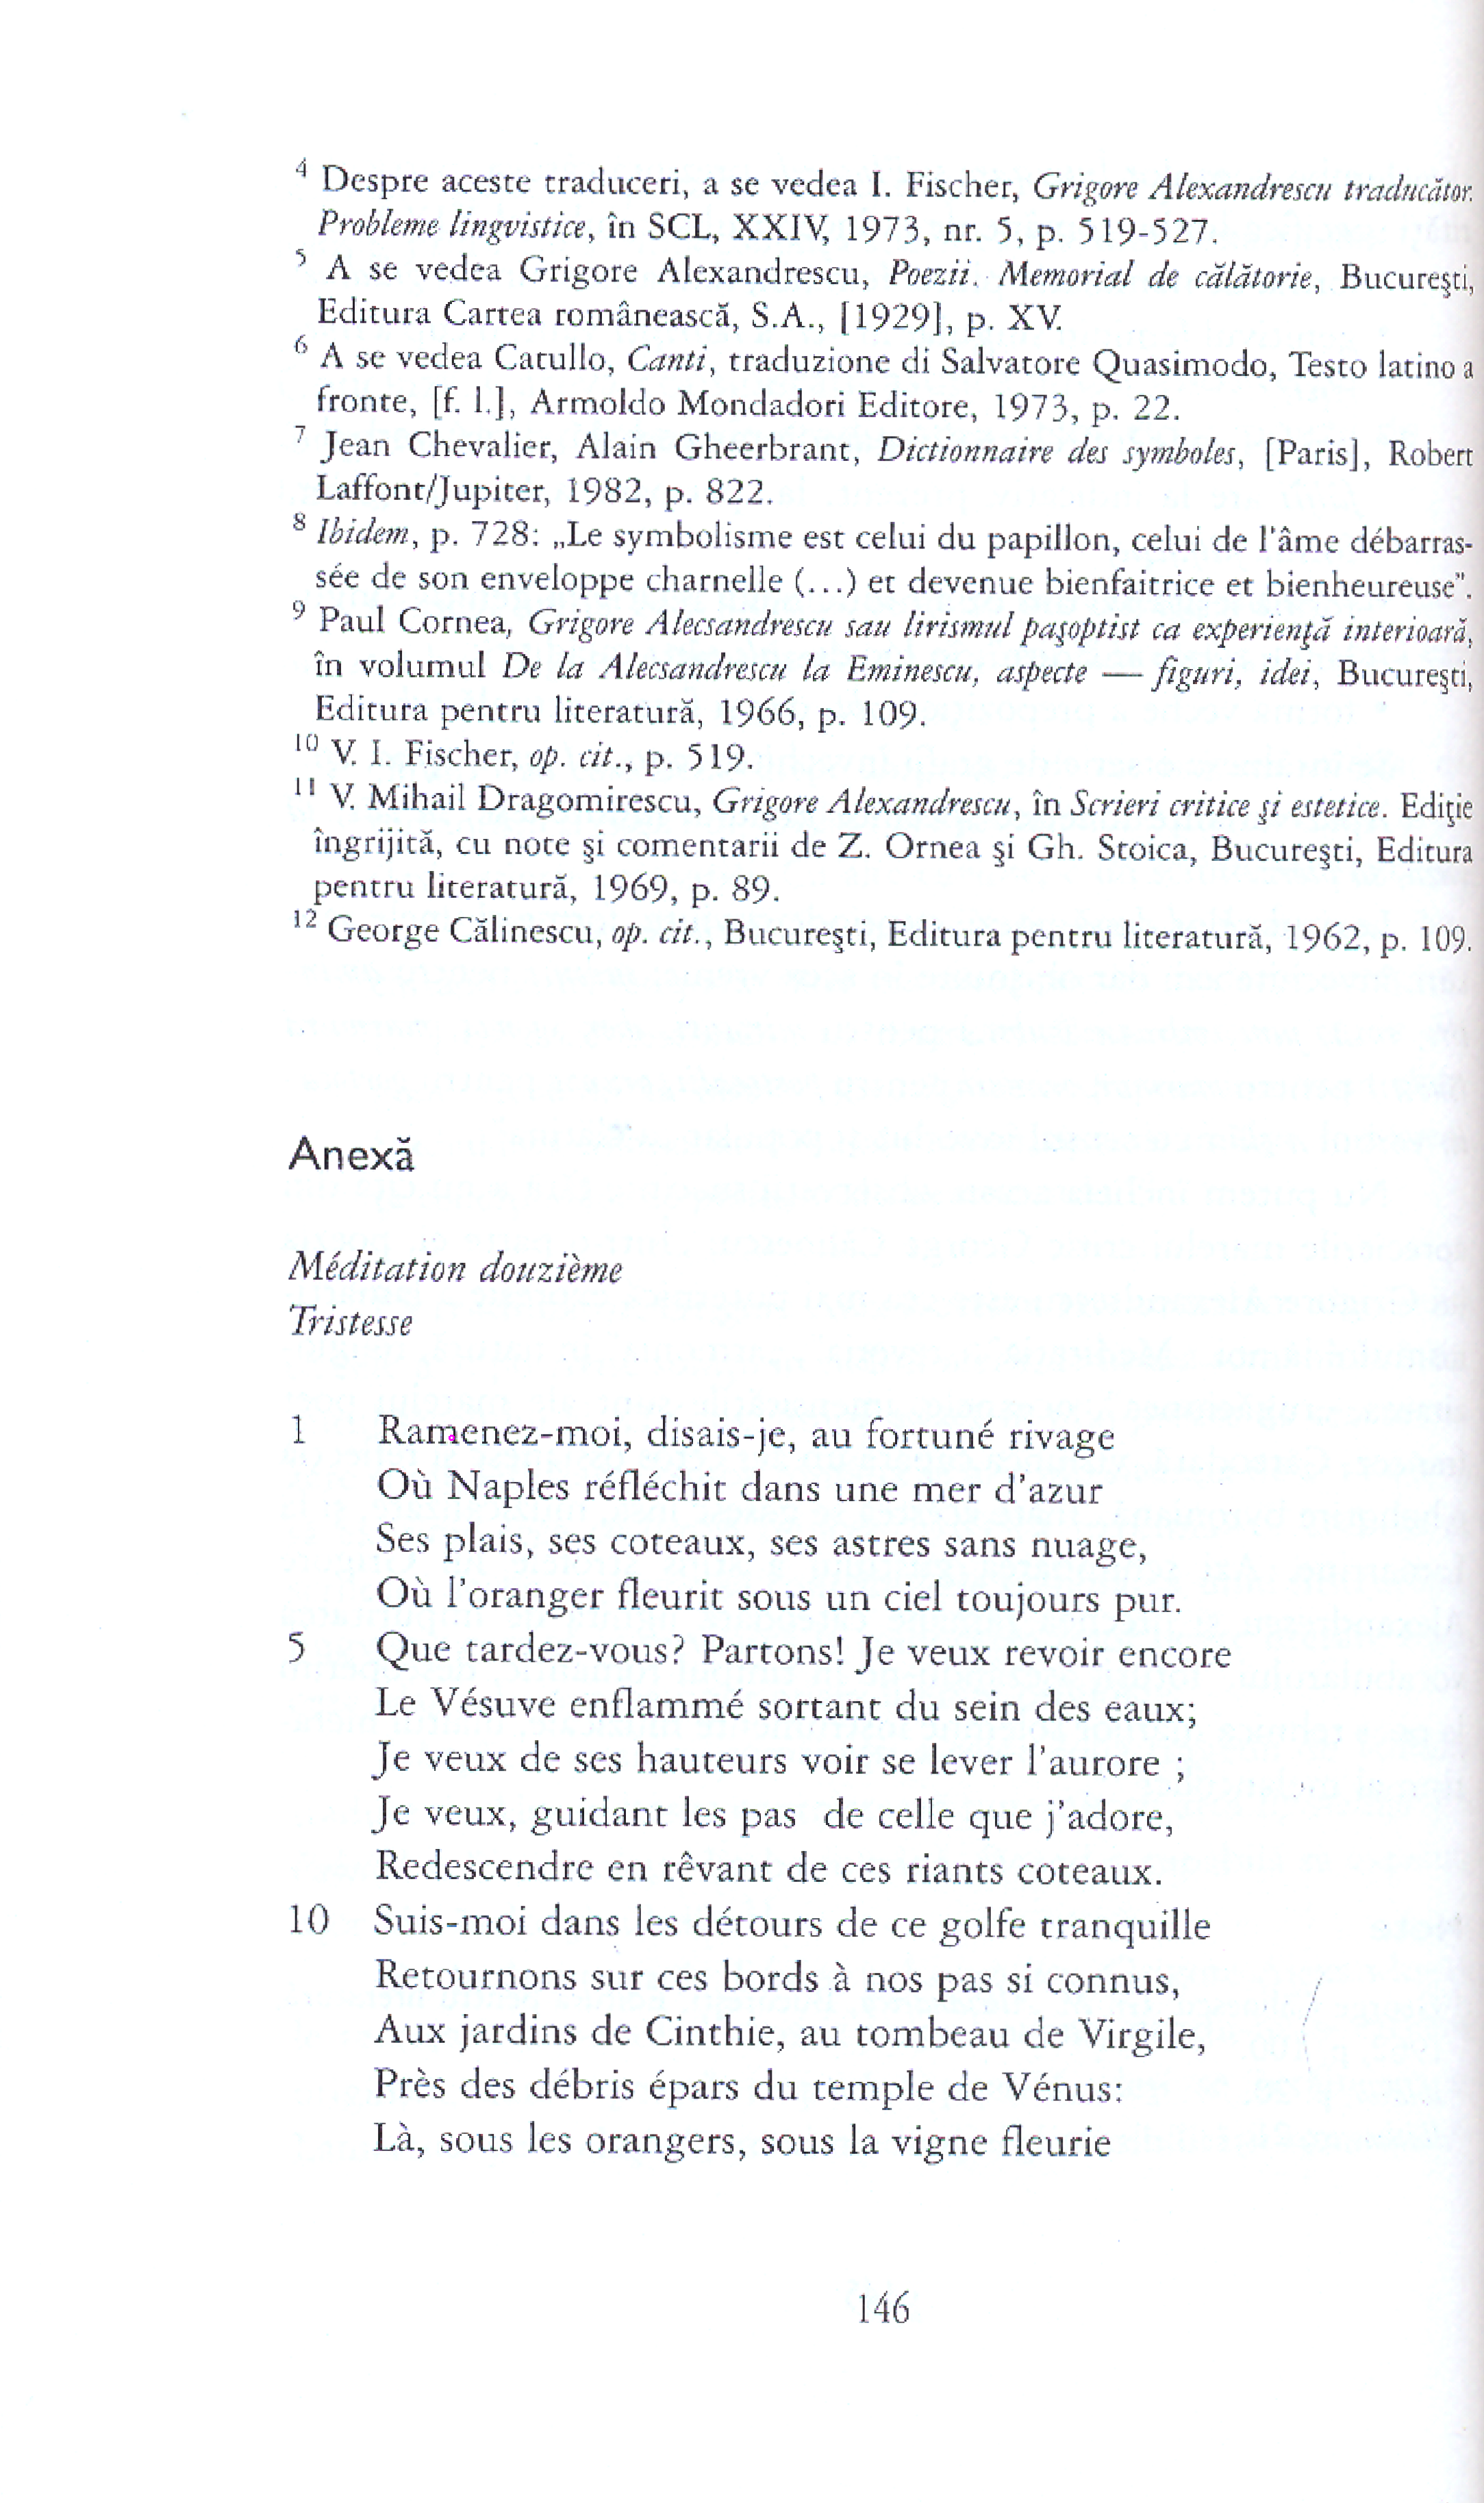 4 Despre aceste traduceri, a se vedea I. Fischer, Grigore Alexandrescu traducător.
Probleme lingvistice, în SCL, XXIV, 1973, nr. 5, p. 519-527.
5 A se vedea Grigore Alexandrescu, Poezii. Memorial de călătorie, Bucureşti,
Editura Cartea românească, S.A., [1929], p. XV.
6 A se vedea Catullo, Canti, traduzione di Salvatore Quasimodo, Testo latino a
fronte, [f. l.], Armoldo Mondadori Editore, 1973, p. 22.
7 Jean Chevalier, Alain Gheerbrant, Dictionnaire des symboles, [Paris], Robert
Laffont/Jupiter, 1982, p. 822.
8 Ibidem, p. 728: „Le symbolisme est celui du papillon, celui de l'âme débarras-
sée de son enveloppe charnelle (...) et devenue bienfaitrice et bienheureuse".
9 Paul Cornea, Grigore Alecsandrescu sau lirismul paşoptist ca experienţă interioară,
în volumul De la Alecsandrescu la Eminescu, aspecte — figuri, idei, Bucureşti,
Editura pentru literatură, 1966, p. 109.
10 V. I. Fischer, op. cit., p. 519.
11 V. Mihail Dragomirescu, Grigore Alexandrescu, în Scrieri critice şi estetice. Ediţie
îngrijită, cu note şi comentarii de Z. Ornea şi Gh. Stoica, Bucureşti, Editura
pentru literatură, 1969, p. 89.
12 George Călinescu, op. cit., Bucureşti, Editura pentru literatură, 1962, p. 109.
Anexă
Méditation douzième
Tristesse
1 Ramenez-moi, disais-je, au fortuné rivage
Où Naples réfléchit dans une mer d'azur
Ses plais, ses coteaux, ses astres sans nuage,
Où l'oranger fleurit sous un ciel toujours pur.
5 Que tardez-vous? Partons! Je veux revoir encore
Le Vésuve enflammé sortant du sein des eaux;
Je veux de ses hauteurs voir se lever l'aurore ;
Je veux, guidant les pas de celle que j'adore,
Redescendre en rêvant de ces riants coteaux.
10 Suis-moi dans les détours de ce golfe tranquille
Retournons sur ces bords à nos pas si connus,
Aux jardins de Cinthie, au tombeau de Virgile,
Près des débris épars du temple de Vénus:
Là, sous les orangers, sous la vigne fleurie
146